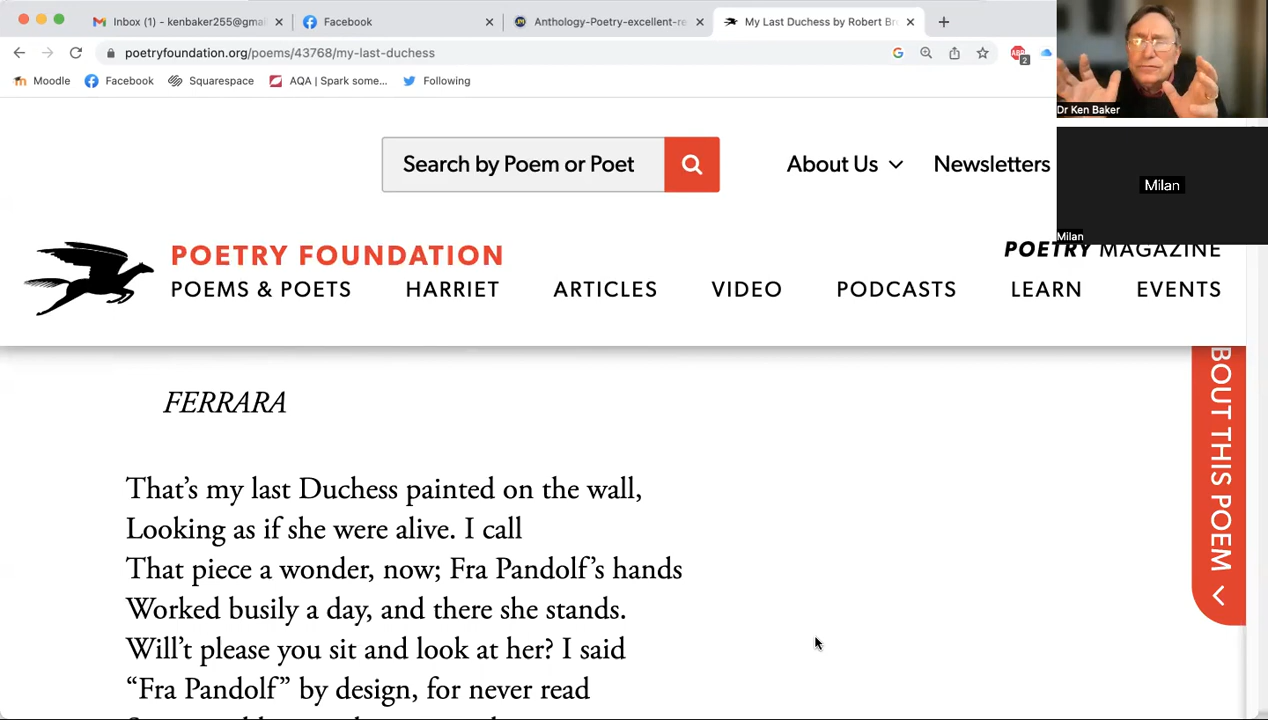 Inbox (1) - kenbaker255@gmai
Facebook
Anthology-Poetry-excellent-re
My Last Duchess by Robert Br
poetryfoundation.org/poems/43768/my-last-duchess
2
Moodle
Facebook
Squarespace
AQA | Spark some...
Following
Dr Ken Baker
Milan
Milan
Search by Poem or Poet
About Us
Newsletters
POETRY FOUNDATION
POETRY MAGAZINE
POEMS & POETS
HARRIET
ARTICLES
VIDEO
PODCASTS
LEARN
EVENTS
BOUT THIS POEM
FERRARA
That's my last Duchess painted on the wall,
Looking as if she were alive. I call
That piece a wonder, now; Fra Pandolf's hands
Worked busily a day, and there she stands.
Will't please you sit and look at her? I said
“Fra Pandolf” by design, for never read